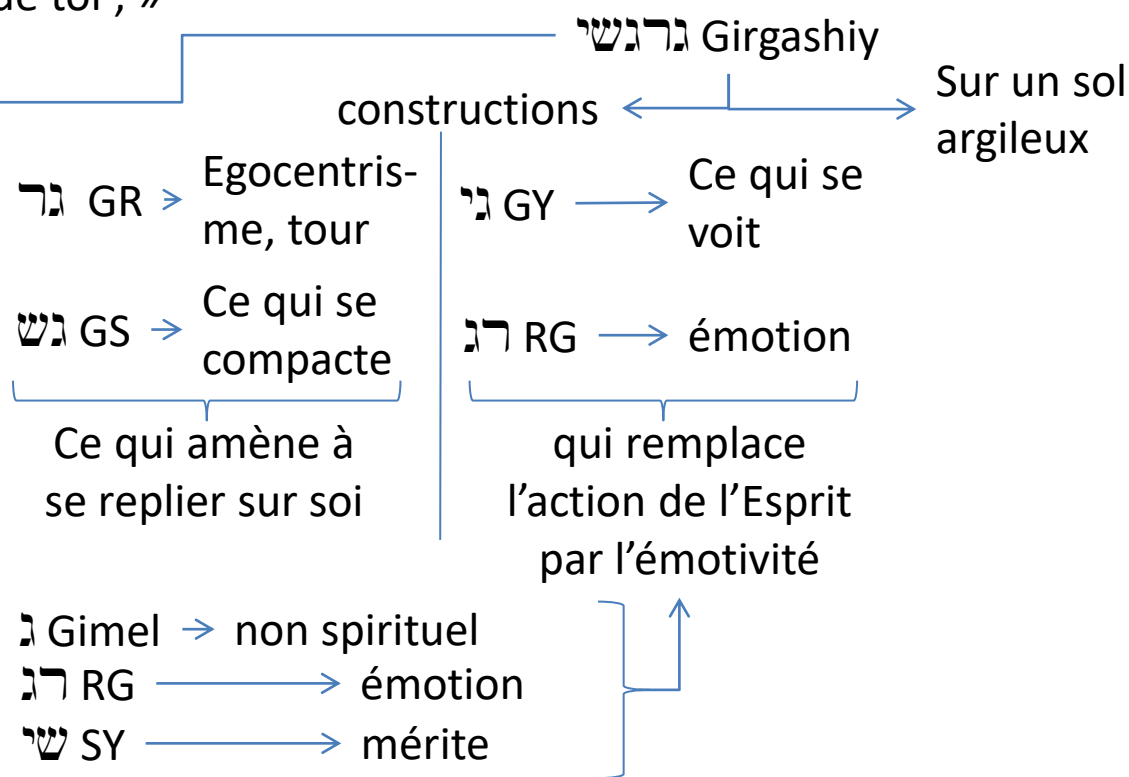 de toi ; »
גרגשי Girgashiy
constructions
Sur un sol
argileux
גר GR
Egocentris-
me, tour
גי GY
Ce qui se
voit
גש GS
Ce qui se
compacte
רג RG
émotion
Ce qui amène à
se replier sur soi
qui remplace
l'action de l'Esprit
par l'émotivité
ג Gimel non spirituel
רג RG émotion
שי SY mérite